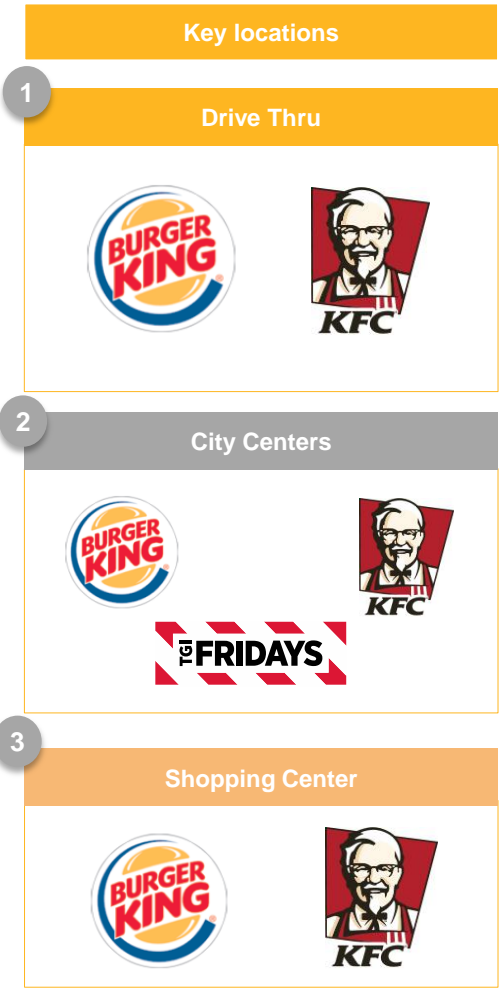 Key locations
1
Drive Thru
BURGER
KING
®
KFC
2
City Centers
BURGER
KING
®
KFC
TGI FRIDAYS
3
Shopping Center
BURGER
KING
®
KFC